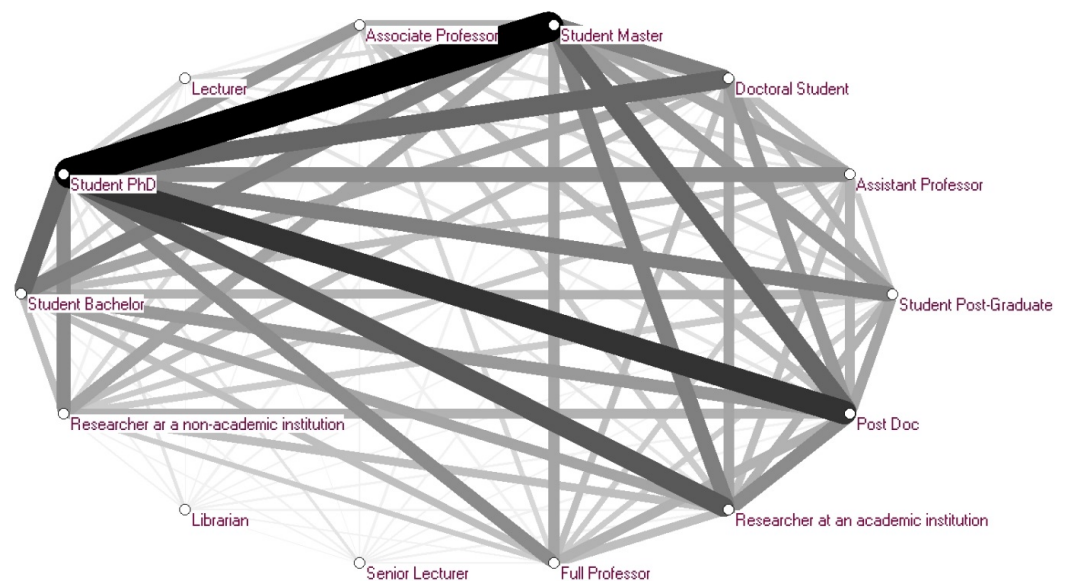 Associate Professor
Student Master
Lecturer
Doctoral Student
Student PhD
Assistant Professor
Student Bachelor
Student Post-Graduate
Researcher ar a non-academic institution
Post Doc
Librarian
Researcher at an academic institution
Senior Lecturer
Full Professor